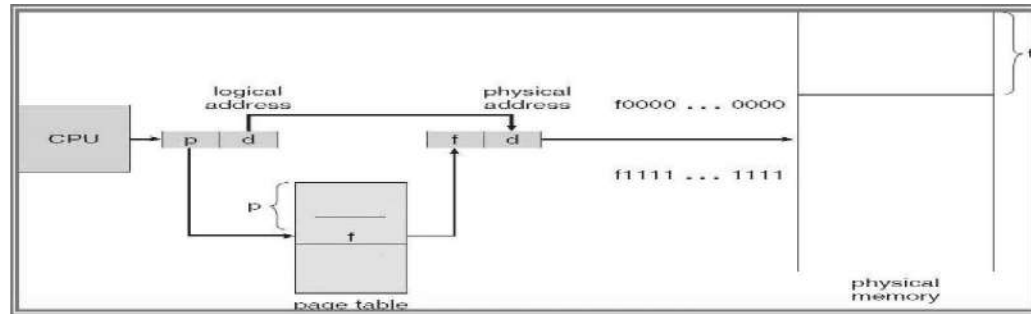 logical
address
physical
address
f0000 ... 0000
f
CPU
p
d
f
d
f1111 ... 1111
p
f
page table
physical
memory